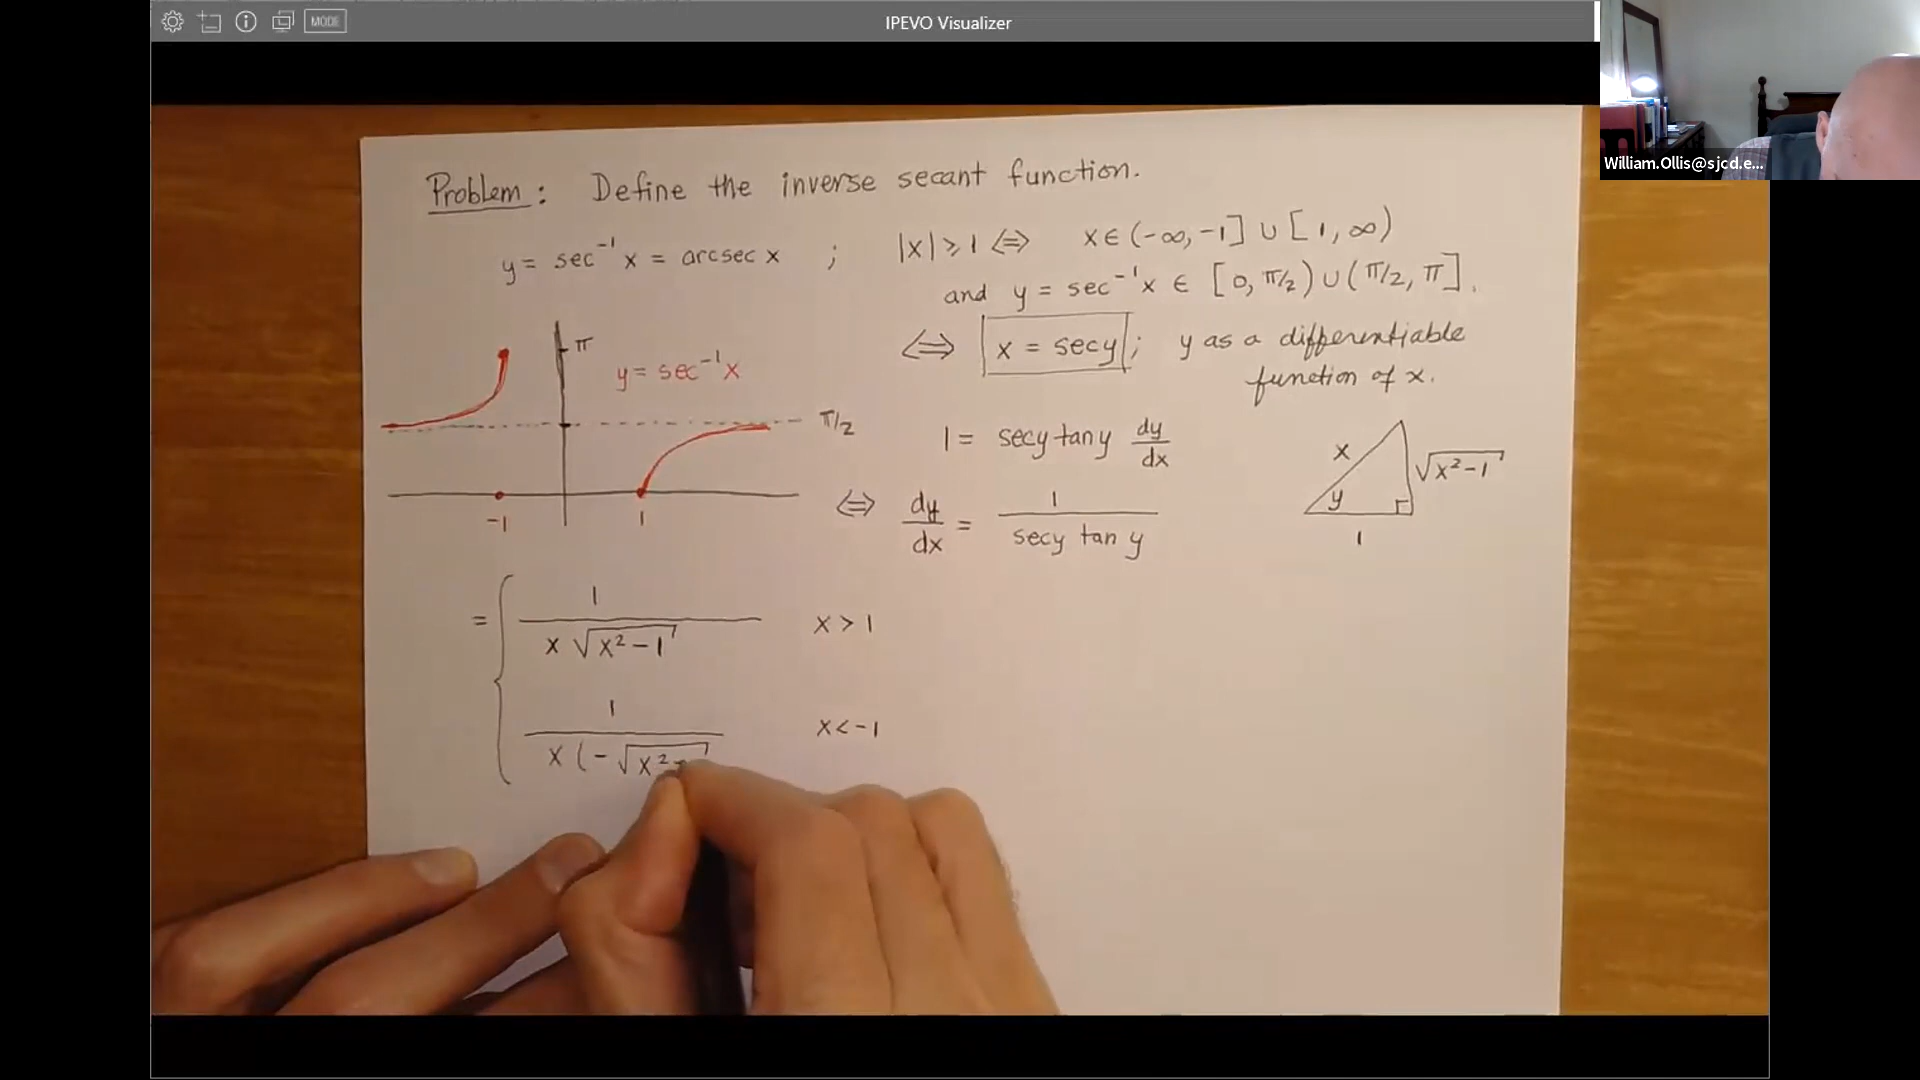 MODE
IPEVO Visualizer
William.Ollis@sjcd.e...
Problem: Define the inverse secant function.
y = sec⁻¹ x = arcsec x ; |x| ≥ 1 ⇔ x ∈ (-∞, -1] ∪ [1, ∞)
and y = sec⁻¹x ∈ [0, π/2) ∪ (π/2, π].
⇔ x = sec y ; y as a differentiable
function of x.
π
y = sec⁻¹ x
π/2
-1
1
1 = sec y tan y dy/dx
⇔ dy/dx = 1/(sec y tan y)
x
√(x²-1)
y
1
= { 1/(x √(x²-1)) x > 1
1/(x (-√(x²- x < -1